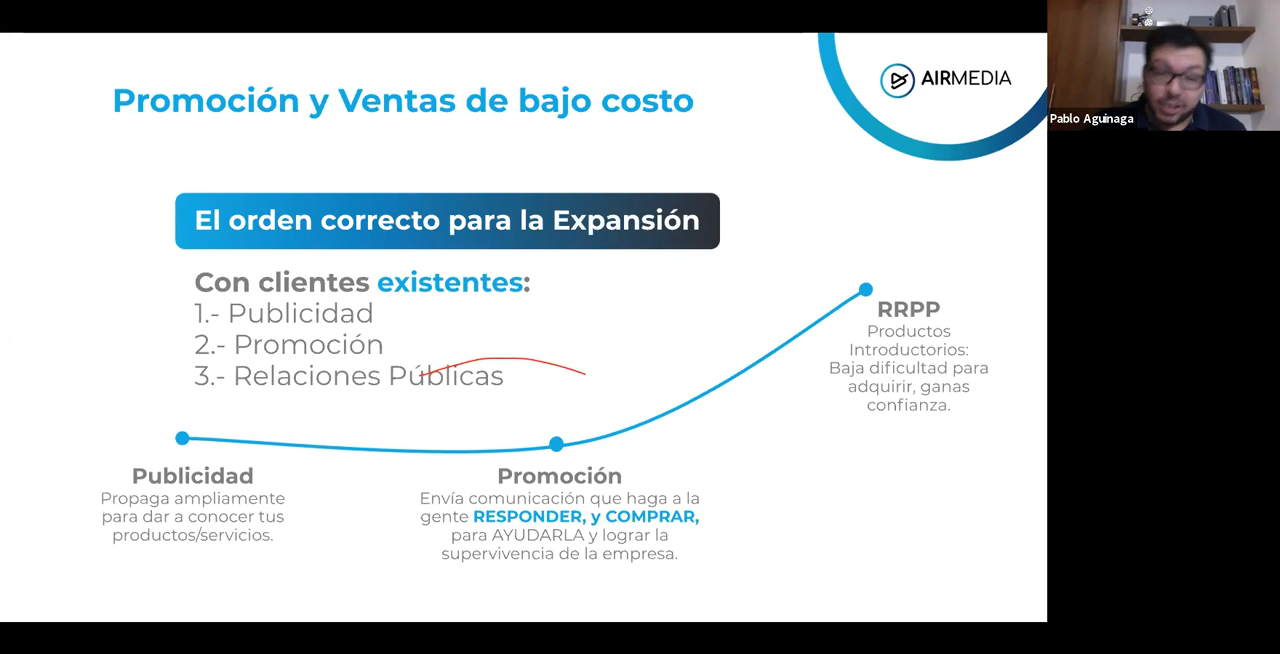 AIRMEDIA
Pablo Aguinaga
Promoción y Ventas de bajo costo
El orden correcto para la Expansión
Con clientes existentes:
1.- Publicidad
2.- Promoción
3.- Relaciones Públicas
Publicidad
Propaga ampliamente
para dar a conocer tus
productos/servicios.
Promoción
Envía comunicación que haga a la
gente RESPONDER, y COMPRAR,
para AYUDARLA y lograr la
supervivencia de la empresa.
RRPP
Productos
Introductorios:
Baja dificultad para
adquirir, ganas
confianza.